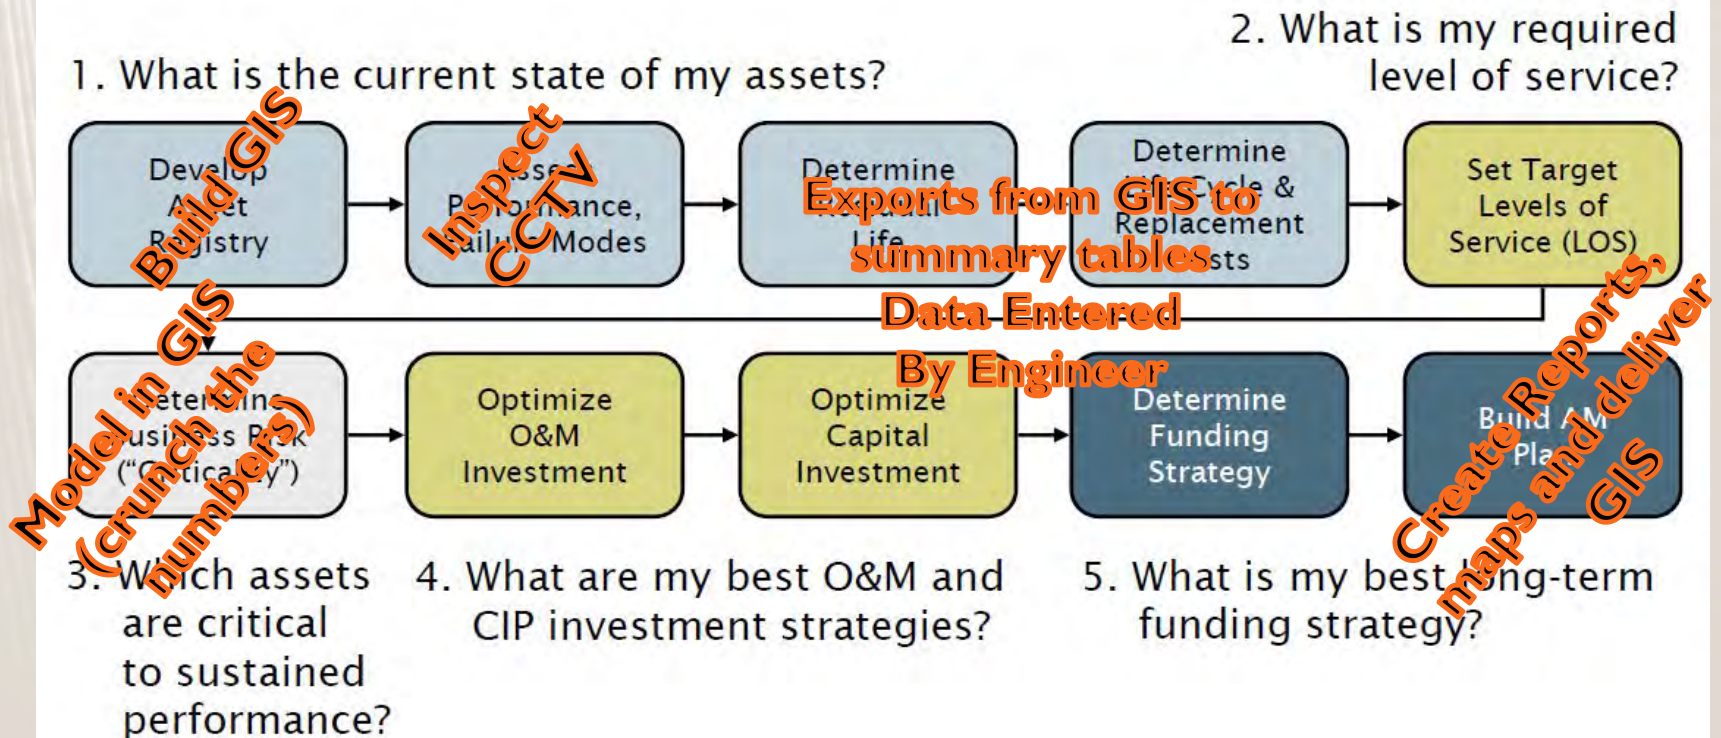 1. What is the current state of my assets?
2. What is my required
level of service?
Develop
Asset
Registry
Build GIS
Assess
Performance,
Failure Modes
Inspect
CCTV
Determine
Residual
Life
Determine
Life Cycle &
Replacement
Costs
Exports from GIS to
summary tables
Data Entered
By Engineer
Set Target
Levels of
Service (LOS)
Determine
Business Risk
("Criticality")
Model in GIS
(crunch the
numbers)
Optimize
O&M
Investment
Optimize
Capital
Investment
Determine
Funding
Strategy
Build AM
Plan
Create Reports,
maps and deliver
GIS
3. Which assets
are critical
to sustained
performance?
4. What are my best O&M and
CIP investment strategies?
5. What is my best long-term
funding strategy?